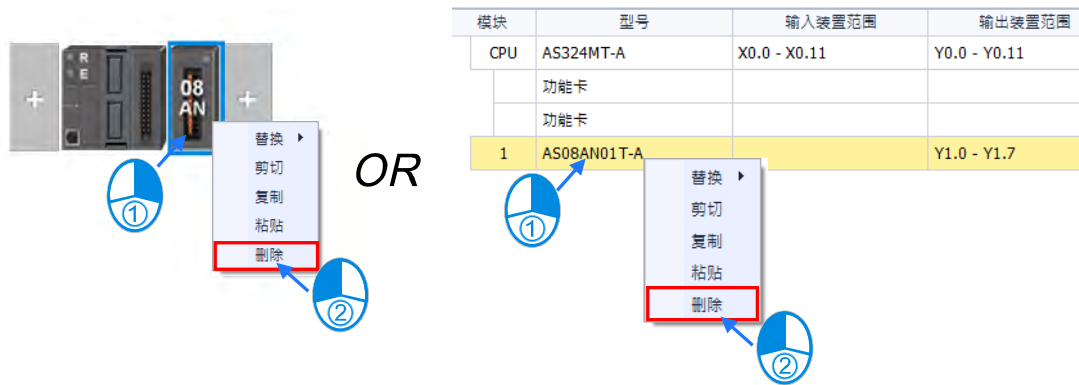 R
E
+
08
AN
+
替换
剪切
复制
粘贴
删除
①
②
OR
模块 型号 输入装置范围 输出装置范围
CPU AS324MT-A X0.0 - X0.11 Y0.0 - Y0.11
功能卡
功能卡
1 AS08AN01T-A Y1.0 - Y1.7
替换
剪切
复制
粘贴
删除
①
②